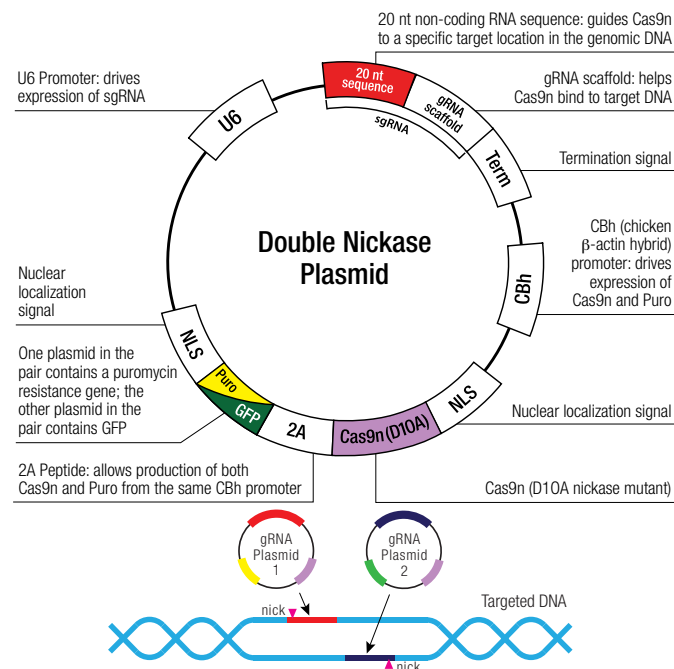 20 nt non-coding RNA sequence: guides Cas9n
to a specific target location in the genomic DNA
U6 Promoter: drives
expression of sgRNA
gRNA scaffold: helps
Cas9n bind to target DNA
20 nt
sequence
gRNA
scaffold
sgRNA
U6
Term
Termination signal
Double Nickase
Plasmid
CBh (chicken
β-actin hybrid)
promoter: drives
expression of
Cas9n and Puro
CBh
Nuclear
localization
signal
NLS
One plasmid in the
pair contains a puromycin
resistance gene; the
other plasmid in the
pair contains GFP
Puro
GFP
2A
Cas9n (D10A)
NLS
Nuclear localization signal
2A Peptide: allows production of both
Cas9n and Puro from the same CBh promoter
Cas9n (D10A nickase mutant)
gRNA
Plasmid
1
gRNA
Plasmid
2
Targeted DNA
nick
nick